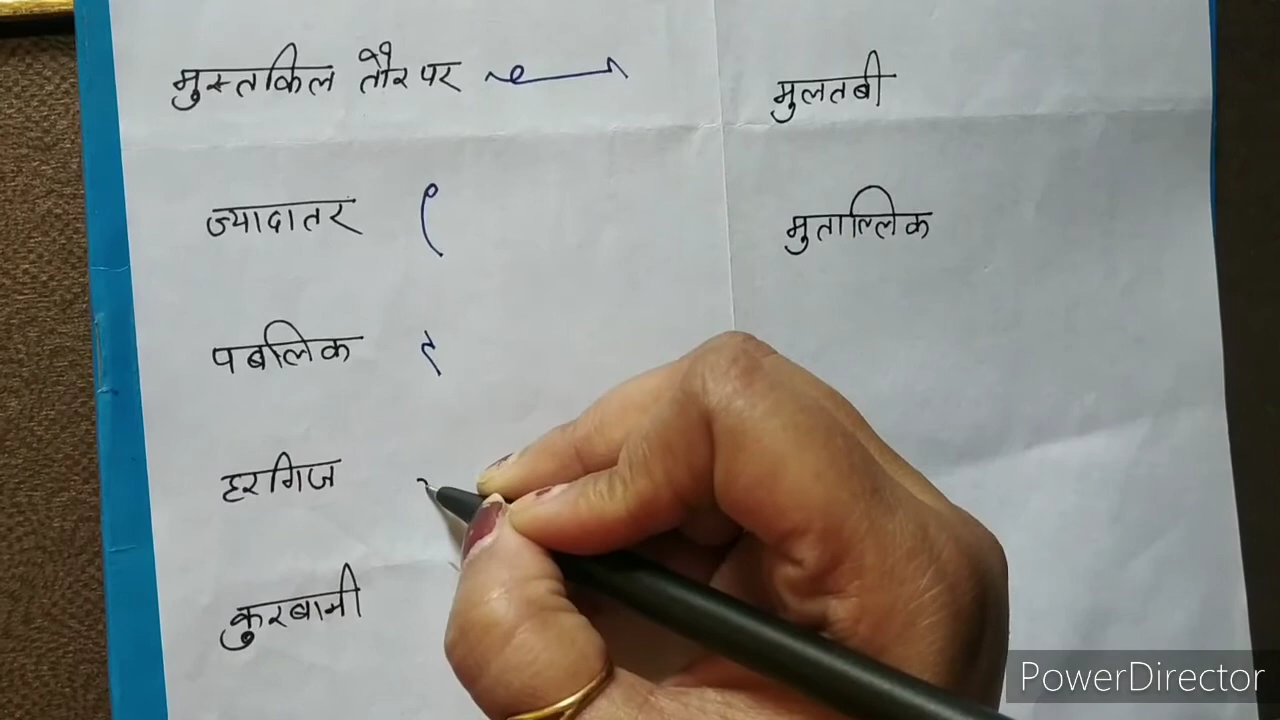 मुस्तकिल तौर पर
ज्यादातर
पबलिक
हरगिज
कुरबानी
मुलतबी
मुताल्लिक
PowerDirector